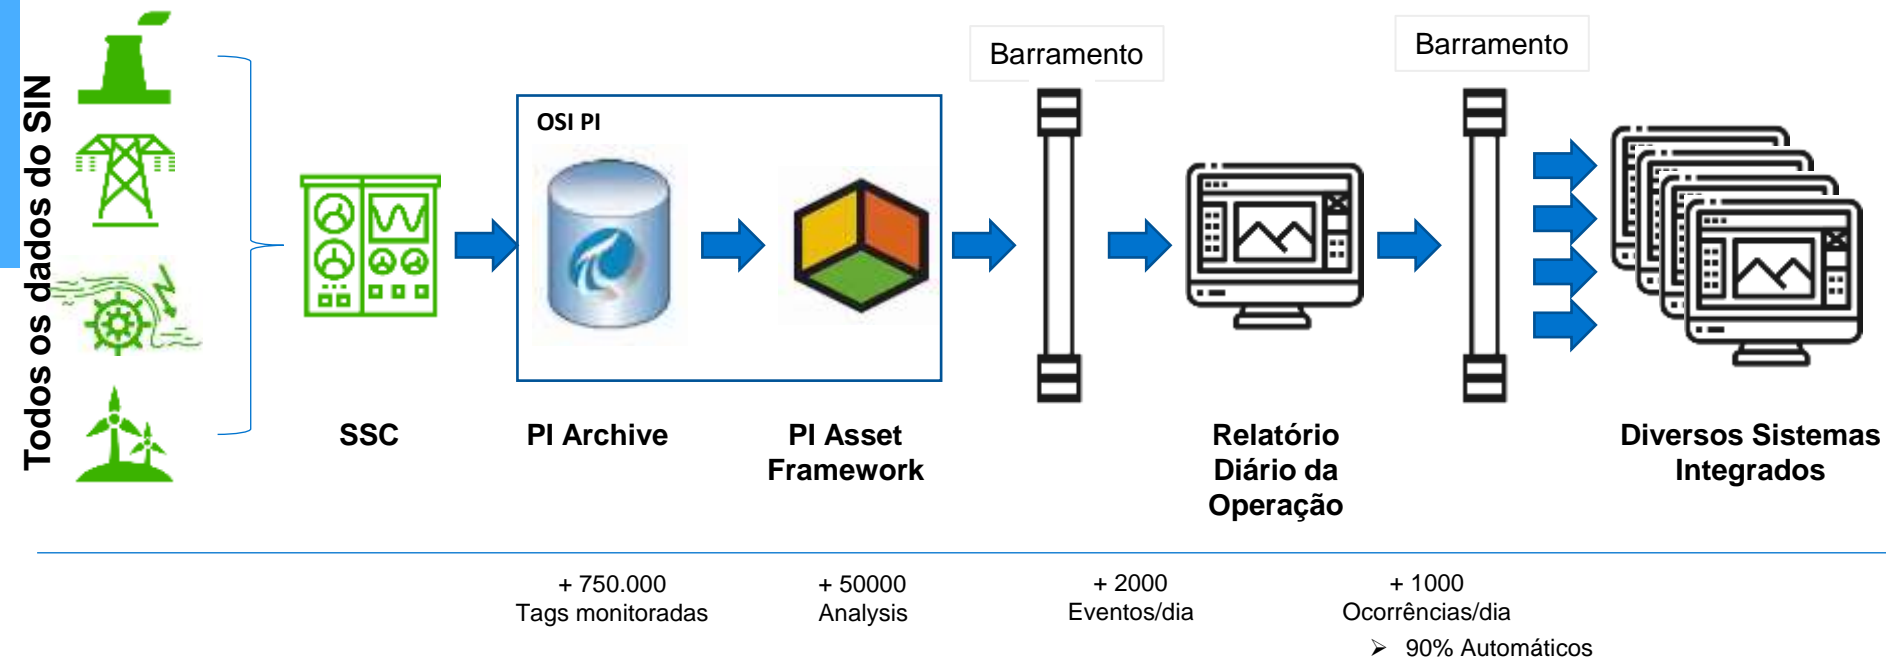 Todos os dados do SIN
Barramento
Barramento
OSI PI
SSC
PI Archive
PI Asset
Framework
Relatório
Diário da
Operação
Diversos Sistemas
Integrados
+ 750.000
Tags monitoradas
+ 50000
Analysis
+ 2000
Eventos/dia
+ 1000
Ocorrências/dia
➢ 90% Automáticos